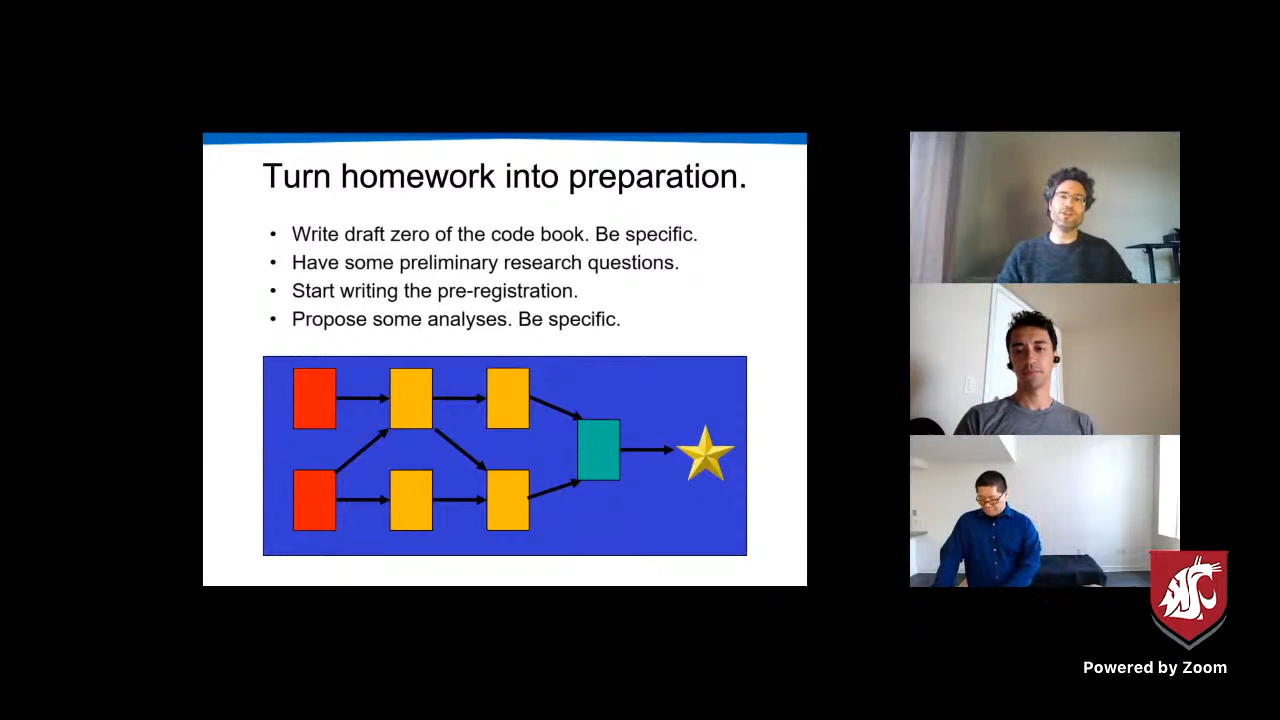 Turn homework into preparation.
• Write draft zero of the code book. Be specific.
• Have some preliminary research questions.
• Start writing the pre-registration.
• Propose some analyses. Be specific.
Powered by Zoom